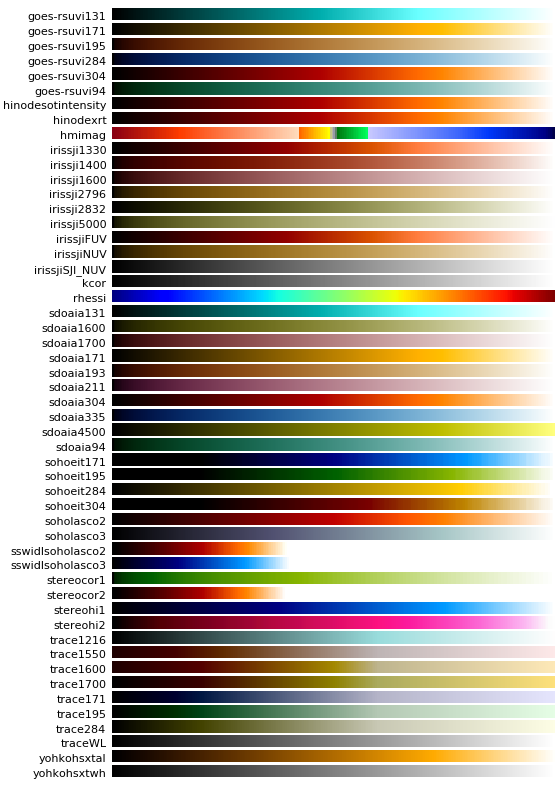 goes-rsuvi131
goes-rsuvi171
goes-rsuvi195
goes-rsuvi284
goes-rsuvi304
goes-rsuvi94
hinodesotintensity
hinodexrt
hmimag
irissji1330
irissji1400
irissji1600
irissji2796
irissji2832
irissji5000
irissjiFUV
irissjiNUV
irissjiSJI_NUV
kcor
rhessi
sdoaia131
sdoaia1600
sdoaia1700
sdoaia171
sdoaia193
sdoaia211
sdoaia304
sdoaia335
sdoaia4500
sdoaia94
sohoeit171
sohoeit195
sohoeit284
sohoeit304
soholasco2
soholasco3
sswidlsoholasco2
sswidlsoholasco3
stereocor1
stereocor2
stereohi1
stereohi2
trace1216
trace1550
trace1600
trace1700
trace171
trace195
trace284
traceWL
yohkohsxtal
yohkohsxtwh